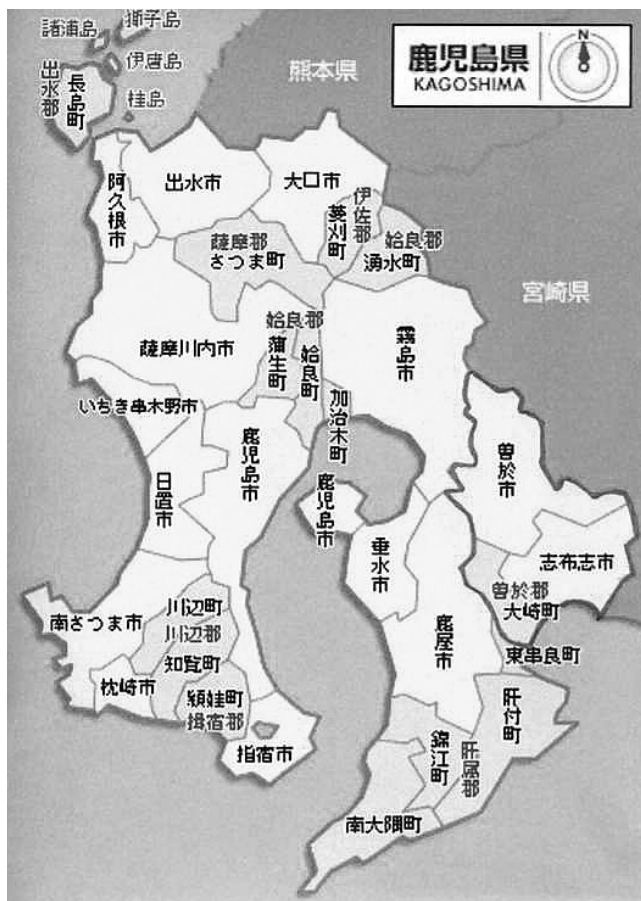 諸浦島
獅子島
伊唐島
桂島
出水郡
長島町
熊本県
鹿児島県
KAGOSHIMA
N
阿久根市
出水市
大口市
伊佐郡
菱刈町
姶良郡
湧水町
薩摩郡
さつま町
宮崎県
薩摩川内市
姶良郡
蒲生町
姶良町
霧島市
加治木町
いちき串木野市
鹿児島市
日置市
鹿児島市
曽於市
垂水市
志布志市
曽於郡
大崎町
南さつま市
川辺町
川辺郡
知覧町
鹿屋市
東串良町
枕崎市
頴娃町
揖宿郡
指宿市
肝付町
錦江町
肝属郡
南大隅町